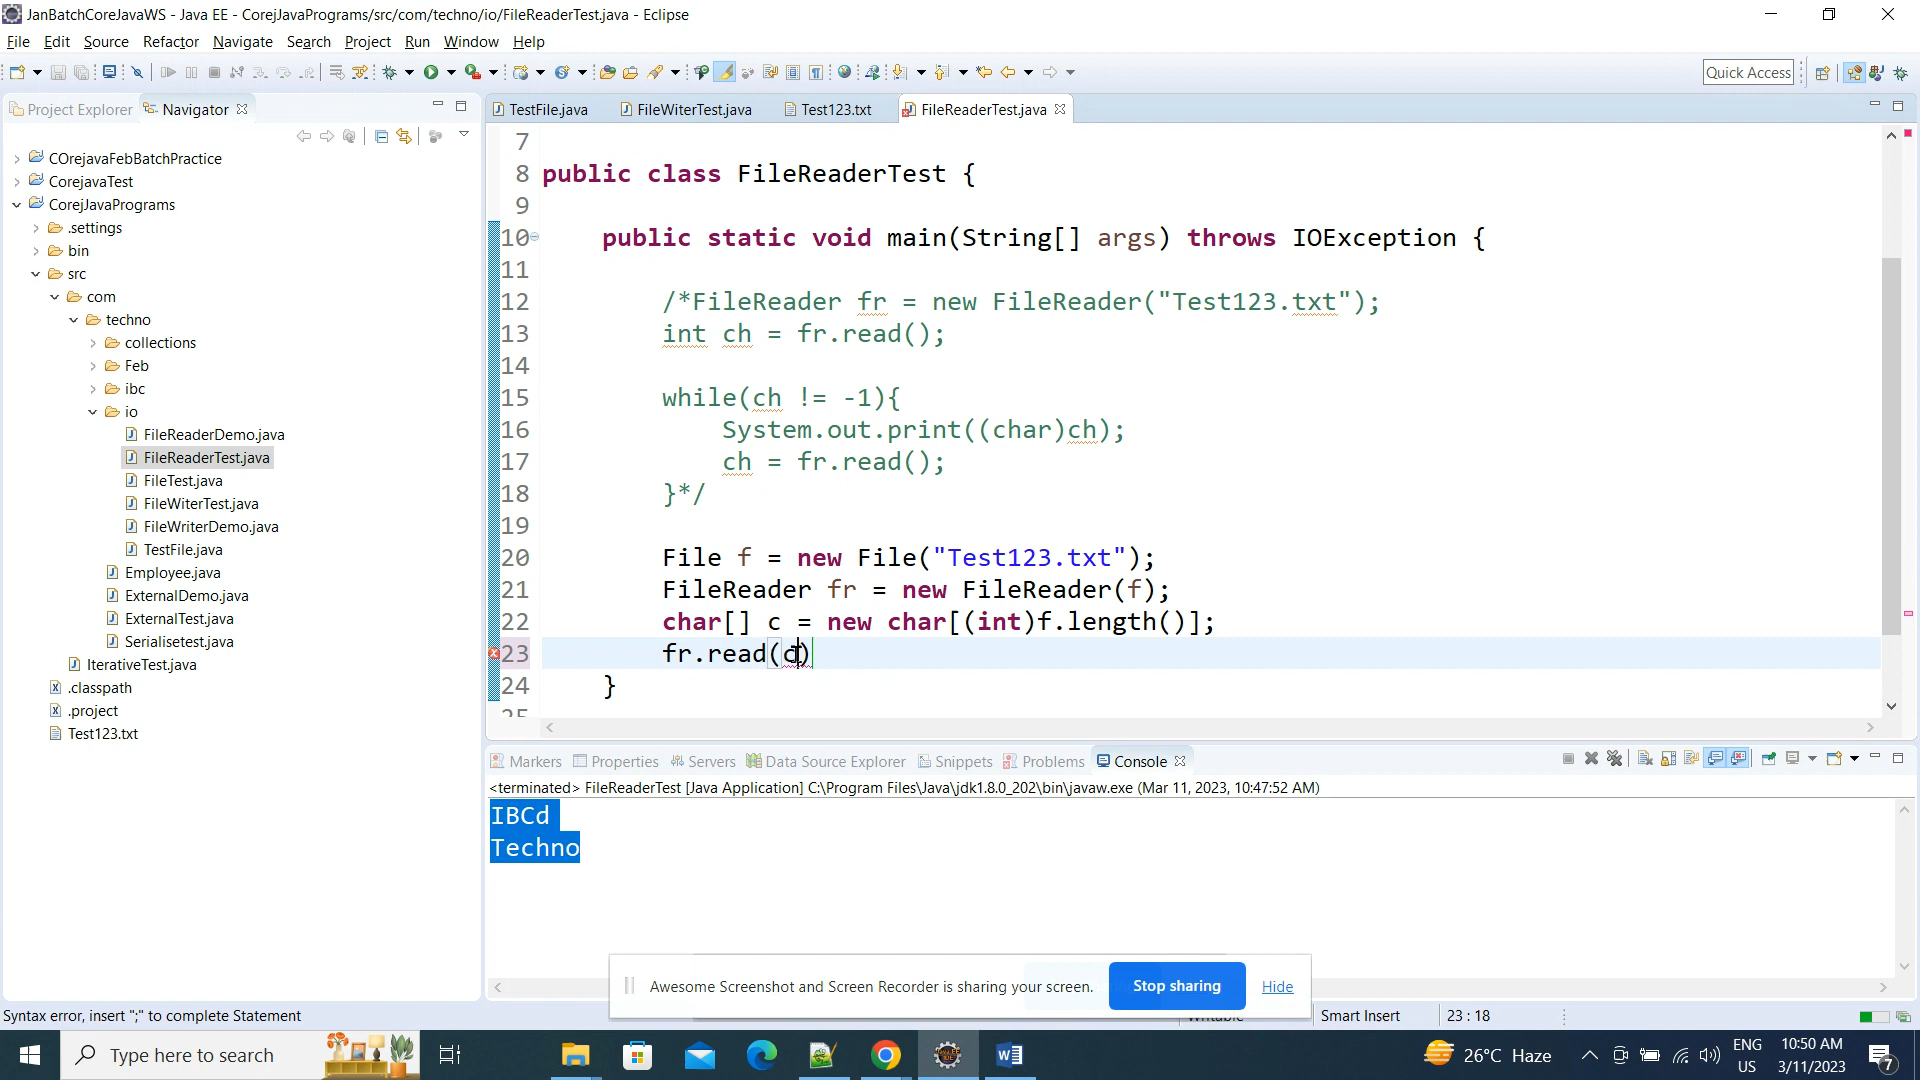 JanBatchCoreJavaWS - Java EE - CorejJavaPrograms/src/com/techno/io/FileReaderTest.java - Eclipse
File Edit Source Refactor Navigate Search Project Run Window Help
Quick Access
Project Explorer Navigator
TestFile.java FileWiterTest.java Test123.txt FileReaderTest.java
COrejavaFebBatchPractice
CorejavaTest
CorejJavaPrograms
.settings
bin
src
com
techno
collections
Feb
ibc
io
FileReaderDemo.java
FileReaderTest.java
FileTest.java
FileWiterTest.java
FileWriterDemo.java
TestFile.java
Employee.java
ExternalDemo.java
ExternalTest.java
Serialisetest.java
IterativeTest.java
.classpath
.project
Test123.txt
7
8 public class FileReaderTest {
9
10 public static void main(String[] args) throws IOException {
11
12 /*FileReader fr = new FileReader("Test123.txt");
13 int ch = fr.read();
14
15 while(ch != -1){
16 System.out.print((char)ch);
17 ch = fr.read();
18 }*/
19
20 File f = new File("Test123.txt");
21 FileReader fr = new FileReader(f);
22 char[] c = new char[(int)f.length()];
23 fr.read(c)
24 }
25
Markers Properties Servers Data Source Explorer Snippets Problems Console
<terminated> FileReaderTest [Java Application] C:\Program Files\Java\jdk1.8.0_202\bin\javaw.exe (Mar 11, 2023, 10:47:52 AM)
IBCd
Techno
Awesome Screenshot and Screen Recorder is sharing your screen. Stop sharing Hide
Syntax error, insert ";" to complete Statement
Writable Smart Insert 23 : 18
Type here to search
26°C Haze
ENG
US
10:50 AM
3/11/2023
7